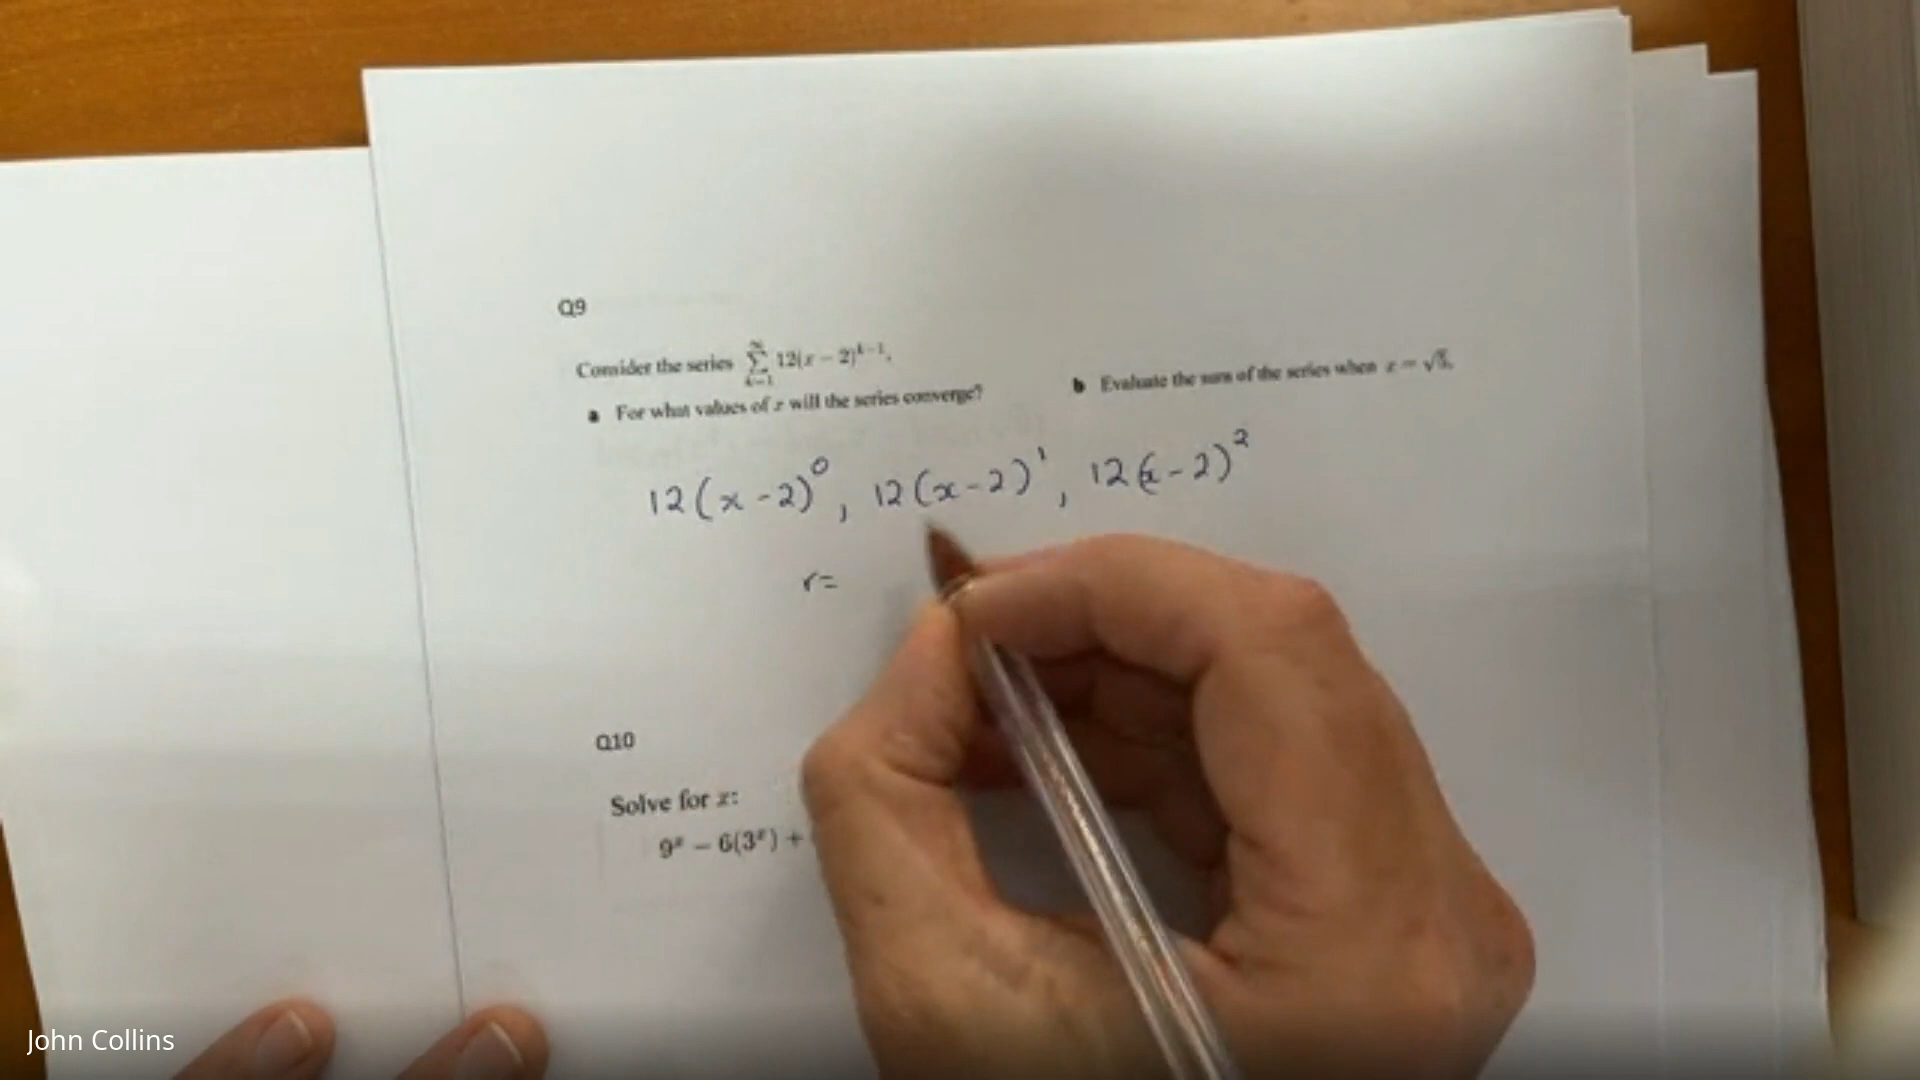 Q9
Consider the series ∑_{k=1}^{∞} 12(x − 2)^{k−1}.
a For what values of x will the series converge?
b Evaluate the sum of the series when x = √5.
12(x - 2)^0, 12(x - 2)^1, 12(x - 2)^2
r =
Q10
Solve for x:
9^x − 6(3^x) +
John Collins